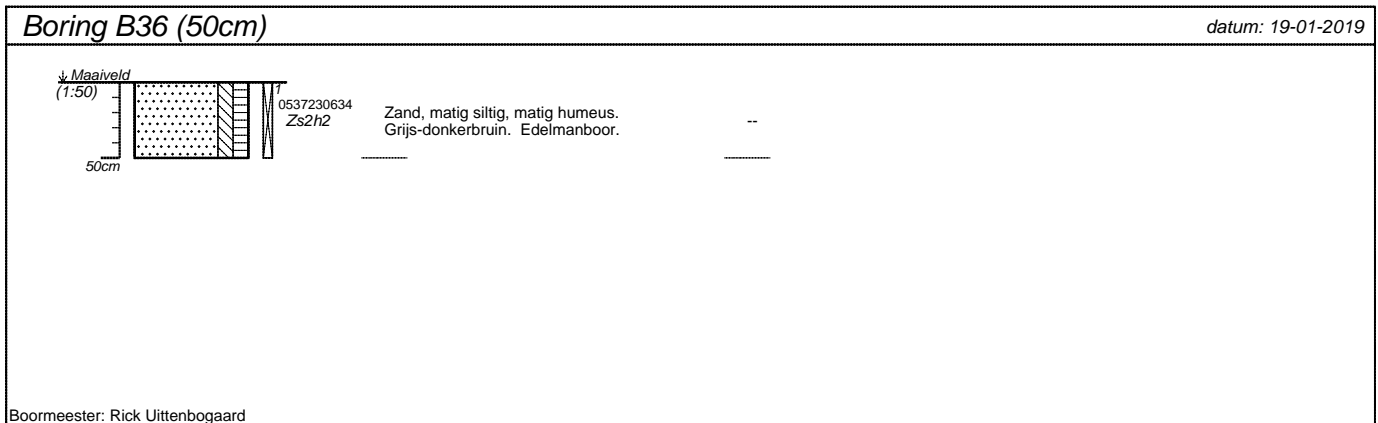 Boring B36 (50cm)
datum: 19-01-2019
Maaiveld
(1:50)
1
0537230634
Zs2h2
Zand, matig siltig, matig humeus.
Grijs-donkerbruin. Edelmanboor.
--
50cm
Boormeester: Rick Uittenbogaard